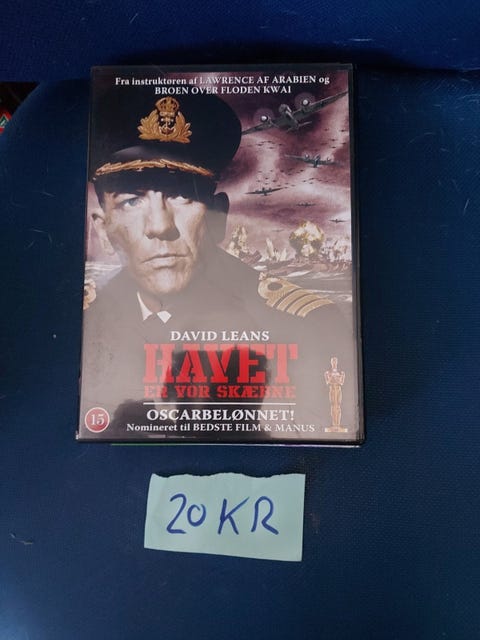 Fra instruktøren af LAWRENCE AF ARABIEN og
BROEN OVER FLODEN KWAI
DAVID LEANS
HAVET
ER VOR SKÆBNE
OSCARBELØNNET!
Nomineret til BEDSTE FILM & MANUS
15
20 KR